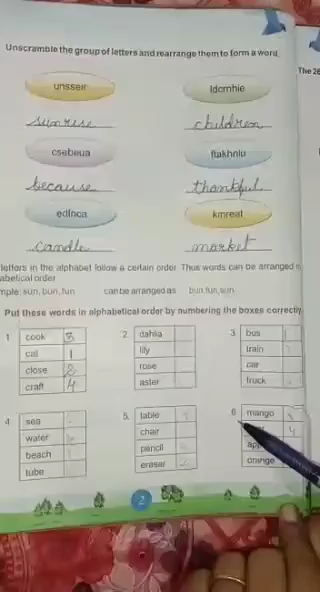 Unscramble the group of letters and rearrange them to form a word.
The 26
unsseir
sunrise
children
csebeua
because
thankful
candle
kmreat
market
letters in the alphabet follow a certain order. Thus words can be arranged
abetical order
mple: sun, bun, fun can be arranged as bun, fun, sun
Put these words in alphabetical order by numbering the boxes correctly
1 cook 3
cat 1
close 2
craft 4
2. dahlia
lily
rose
aster
3. bus
train
car
truck
4. sea
water
beach
tube
5. table
chair
pencil
eraser 2
6. mango 3
4
orange
2